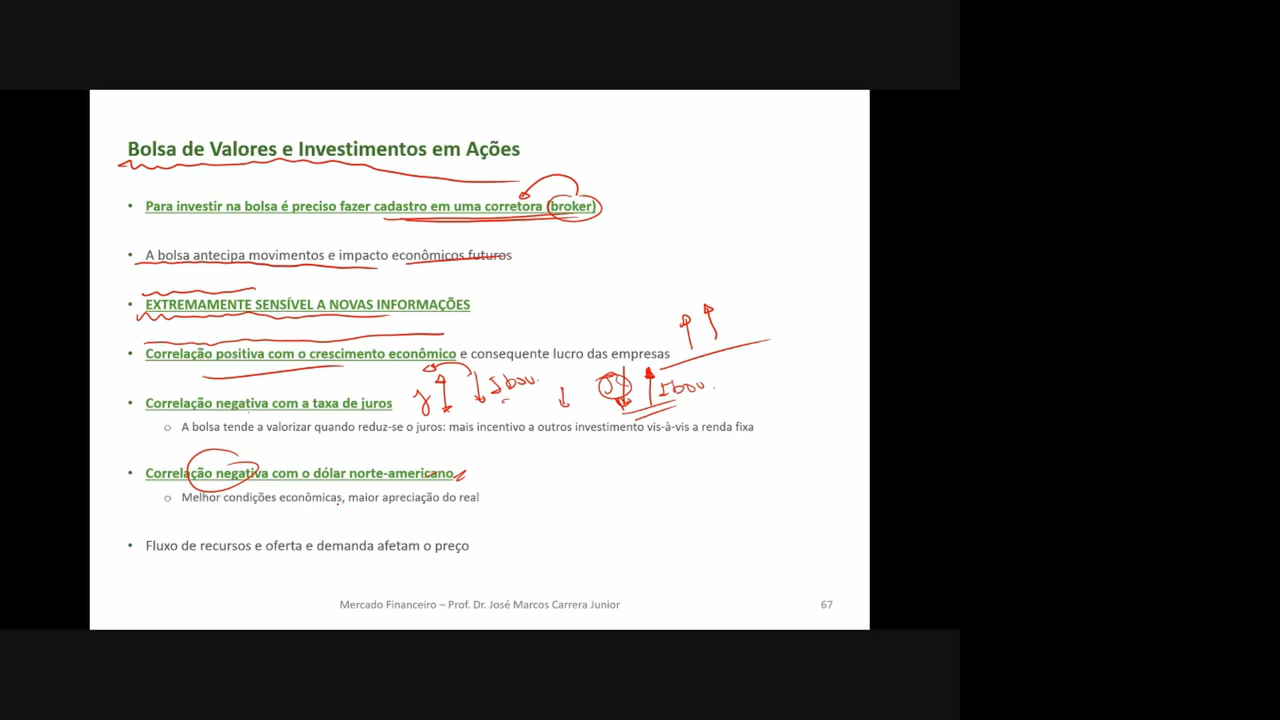 Bolsa de Valores e Investimentos em Ações
• Para investir na bolsa é preciso fazer cadastro em uma corretora (broker)
• A bolsa antecipa movimentos e impacto econômicos futuros
• EXTREMAMENTE SENSÍVEL A NOVAS INFORMAÇÕES
• Correlação positiva com o crescimento econômico e consequente lucro das empresas
Ibov. Ibov.
• Correlação negativa com a taxa de juros
o A bolsa tende a valorizar quando reduz-se o juros: mais incentivo a outros investimento vis-à-vis a renda fixa
• Correlação negativa com o dólar norte-americano
o Melhor condições econômicas, maior apreciação do real
• Fluxo de recursos e oferta e demanda afetam o preço
Mercado Financeiro – Prof. Dr. José Marcos Carrera Junior 67